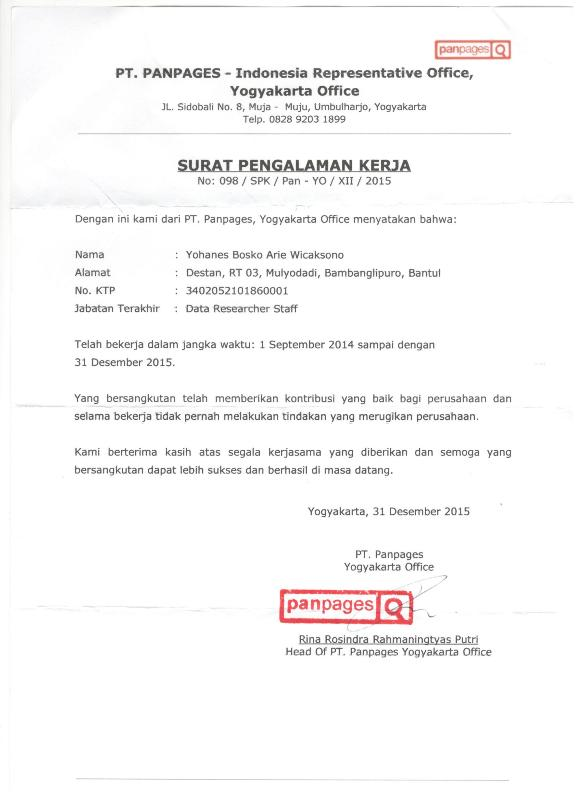 panpages
PT. PANPAGES - Indonesia Representative Office,
Yogyakarta Office
JL. Sidobali No. 8, Muja - Muju, Umbulharjo, Yogyakarta
Telp. 0828 9203 1899
SURAT PENGALAMAN KERJA
No: 098 / SPK / Pan - YO / XII / 2015
Dengan ini kami dari PT. Panpages, Yogyakarta Office menyatakan bahwa:
Nama : Yohanes Bosko Arie Wicaksono
Alamat : Destan, RT 03, Mulyodadi, Bambanglipuro, Bantul
No. KTP : 3402052101860001
Jabatan Terakhir : Data Researcher Staff
Telah bekerja dalam jangka waktu: 1 September 2014 sampai dengan
31 Desember 2015.
Yang bersangkutan telah memberikan kontribusi yang baik bagi perusahaan dan
selama bekerja tidak pernah melakukan tindakan yang merugikan perusahaan.
Kami berterima kasih atas segala kerjasama yang diberikan dan semoga yang
bersangkutan dapat lebih sukses dan berhasil di masa datang.
Yogyakarta, 31 Desember 2015
PT. Panpages
Yogyakarta Office
panpages
Rina Rosindra Rahmaningtyas Putri
Head Of PT. Panpages Yogyakarta Office